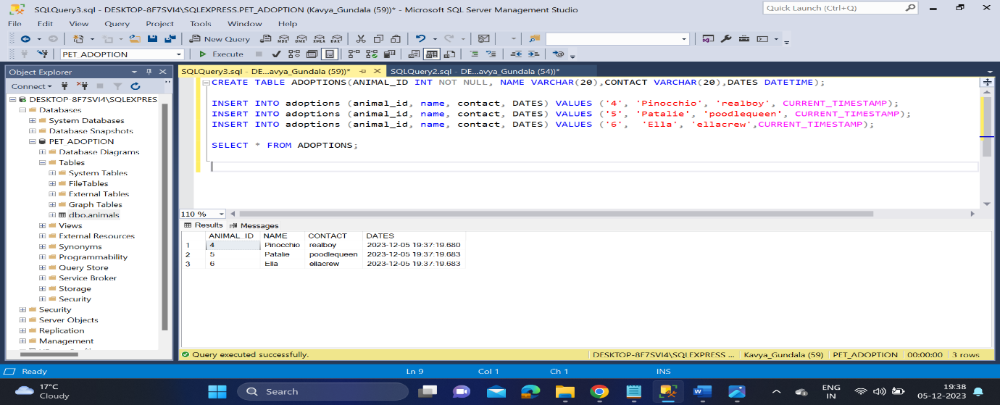 SQLQuery3.sql - DESKTOP-8F7SVI4\SQLEXPRESS.PET_ADOPTION (Kavya_Gundala (59))* - Microsoft SQL Server Management Studio
Quick Launch (Ctrl+Q)
File Edit View Query Project Tools Window Help
New Query MDX DMX XMLA DAX
PET_ADOPTION Execute
Object Explorer
SQLQuery3.sql - DE...avya_Gundala (59))* SQLQuery2.sql - DE...avya_Gundala (54))*
Connect
DESKTOP-8F7SVI4\SQLEXPRES
Databases
System Databases
Database Snapshots
PET_ADOPTION
Database Diagrams
Tables
System Tables
FileTables
External Tables
Graph Tables
dbo.animals
Views
External Resources
Synonyms
Programmability
Query Store
Service Broker
Storage
Security
Security
Server Objects
Replication
Management
CREATE TABLE ADOPTIONS(ANIMAL_ID INT NOT NULL, NAME VARCHAR(20),CONTACT VARCHAR(20),DATES DATETIME);
INSERT INTO adoptions (animal_id, name, contact, DATES) VALUES ('4', 'Pinocchio', 'realboy', CURRENT_TIMESTAMP);
INSERT INTO adoptions (animal_id, name, contact, DATES) VALUES ('5', 'Patalie', 'poodlequeen', CURRENT_TIMESTAMP);
INSERT INTO adoptions (animal_id, name, contact, DATES) VALUES ('6', 'Ella', 'ellacrew',CURRENT_TIMESTAMP);
SELECT * FROM ADOPTIONS;
110 %
Results Messages
ANIMAL_ID NAME CONTACT DATES
1 4 Pinocchio realboy 2023-12-05 19:37:19.680
2 5 Patalie poodlequeen 2023-12-05 19:37:19.683
3 6 Ella ellacrew 2023-12-05 19:37:19.683
Query executed successfully. DESKTOP-8F7SVI4\SQLEXPRESS ... Kavya_Gundala (59) PET_ADOPTION 00:00:00 3 rows
Ready Ln 9 Col 1 Ch 1 INS
17°C
Cloudy
Search
ENG
IN
19:38
05-12-2023